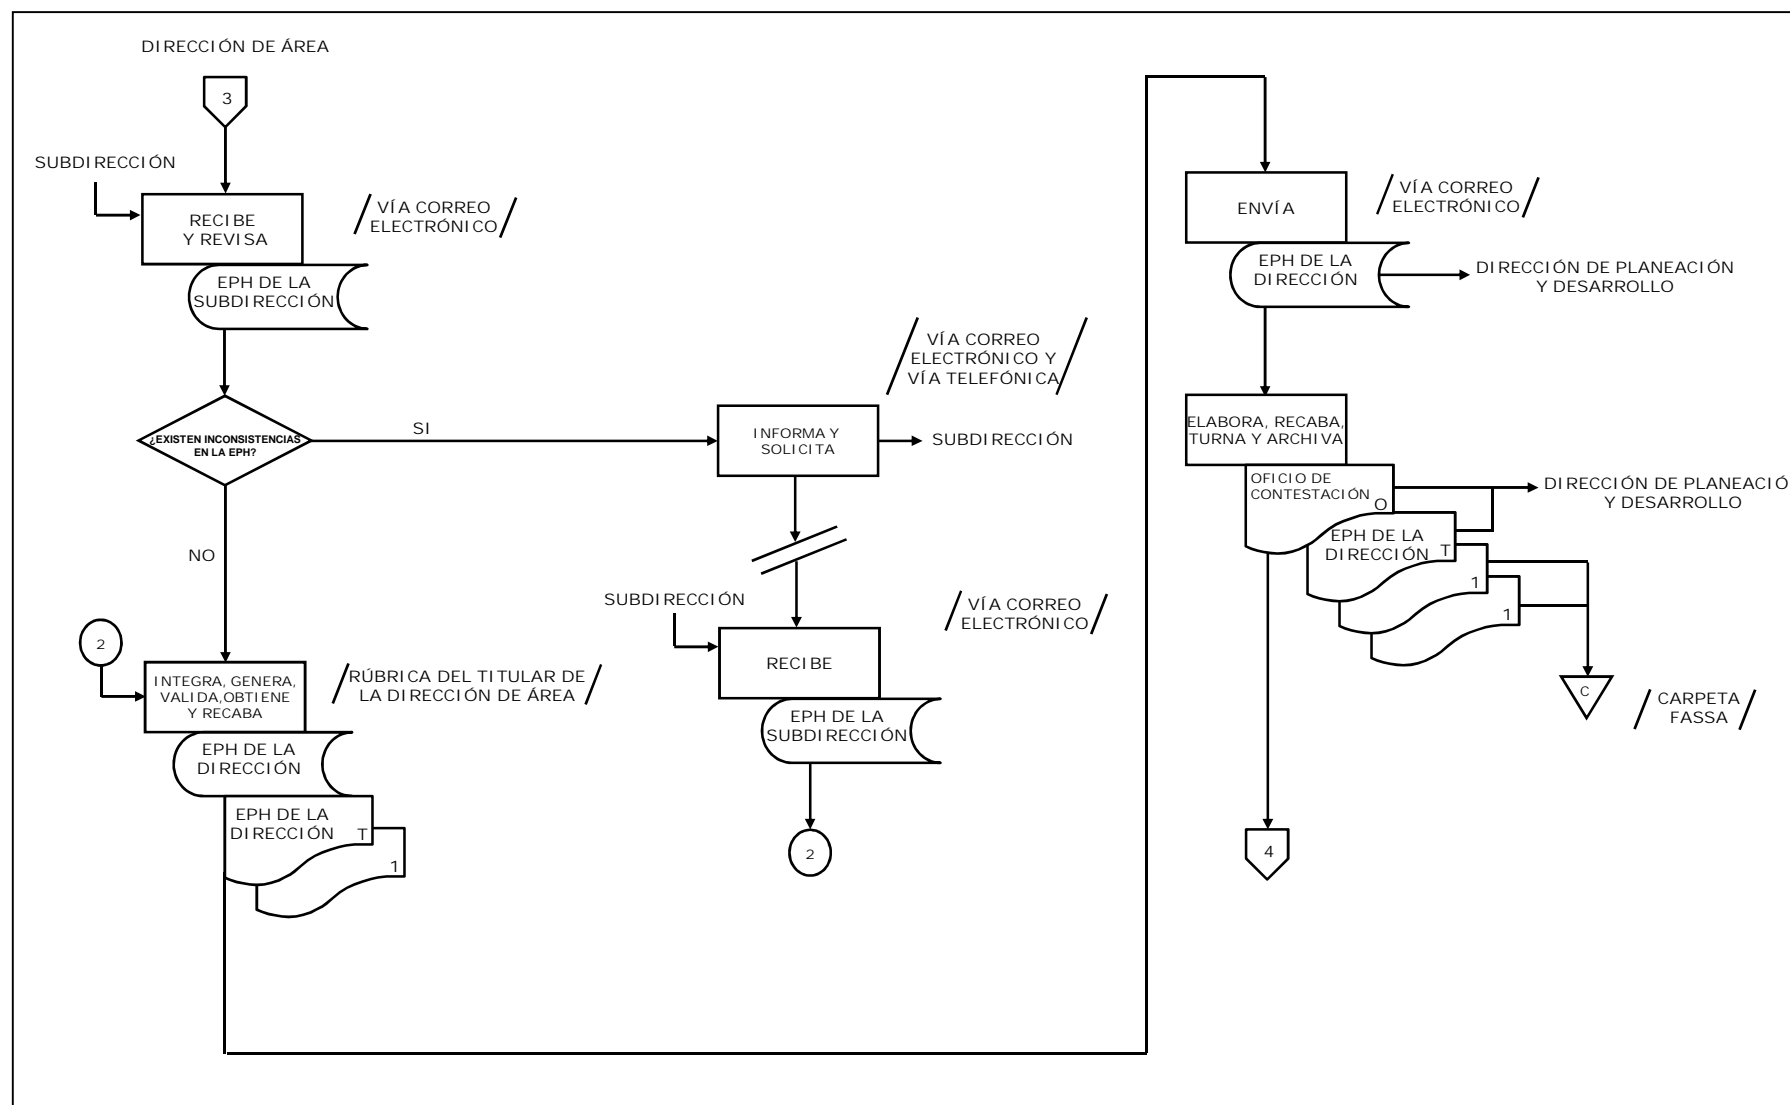 DIRECCIÓN DE ÁREA
3
SUBDIRECCIÓN
RECIBE
Y REVISA
VÍA CORREO
ELECTRÓNICO
EPH DE LA
SUBDIRECCIÓN
¿EXISTEN INCONSISTENCIAS
EN LA EPH?
SI
NO
VÍA CORREO
ELECTRÓNICO Y
VÍA TELEFÓNICA
INFORMA Y
SOLICITA
SUBDIRECCIÓN
SUBDIRECCIÓN
VÍA CORREO
ELECTRÓNICO
RECIBE
EPH DE LA
SUBDIRECCIÓN
2
2
INTEGRA, GENERA,
VALIDA,OBTIENE
Y RECABA
RÚBRICA DEL TITULAR DE
LA DIRECCIÓN DE ÁREA
EPH DE LA
DIRECCIÓN
EPH DE LA
DIRECCIÓN
T
1
ENVÍA
VÍA CORREO
ELECTRÓNICO
EPH DE LA
DIRECCIÓN
DIRECCIÓN DE PLANEACIÓN
Y DESARROLLO
ELABORA, RECABA,
TURNA Y ARCHIVA
OFICIO DE
CONTESTACIÓN
O
DIRECCIÓN DE PLANEACIÓ
Y DESARROLLO
EPH DE LA
DIRECCIÓN
T
1
1
C
CARPETA
FASSA
4